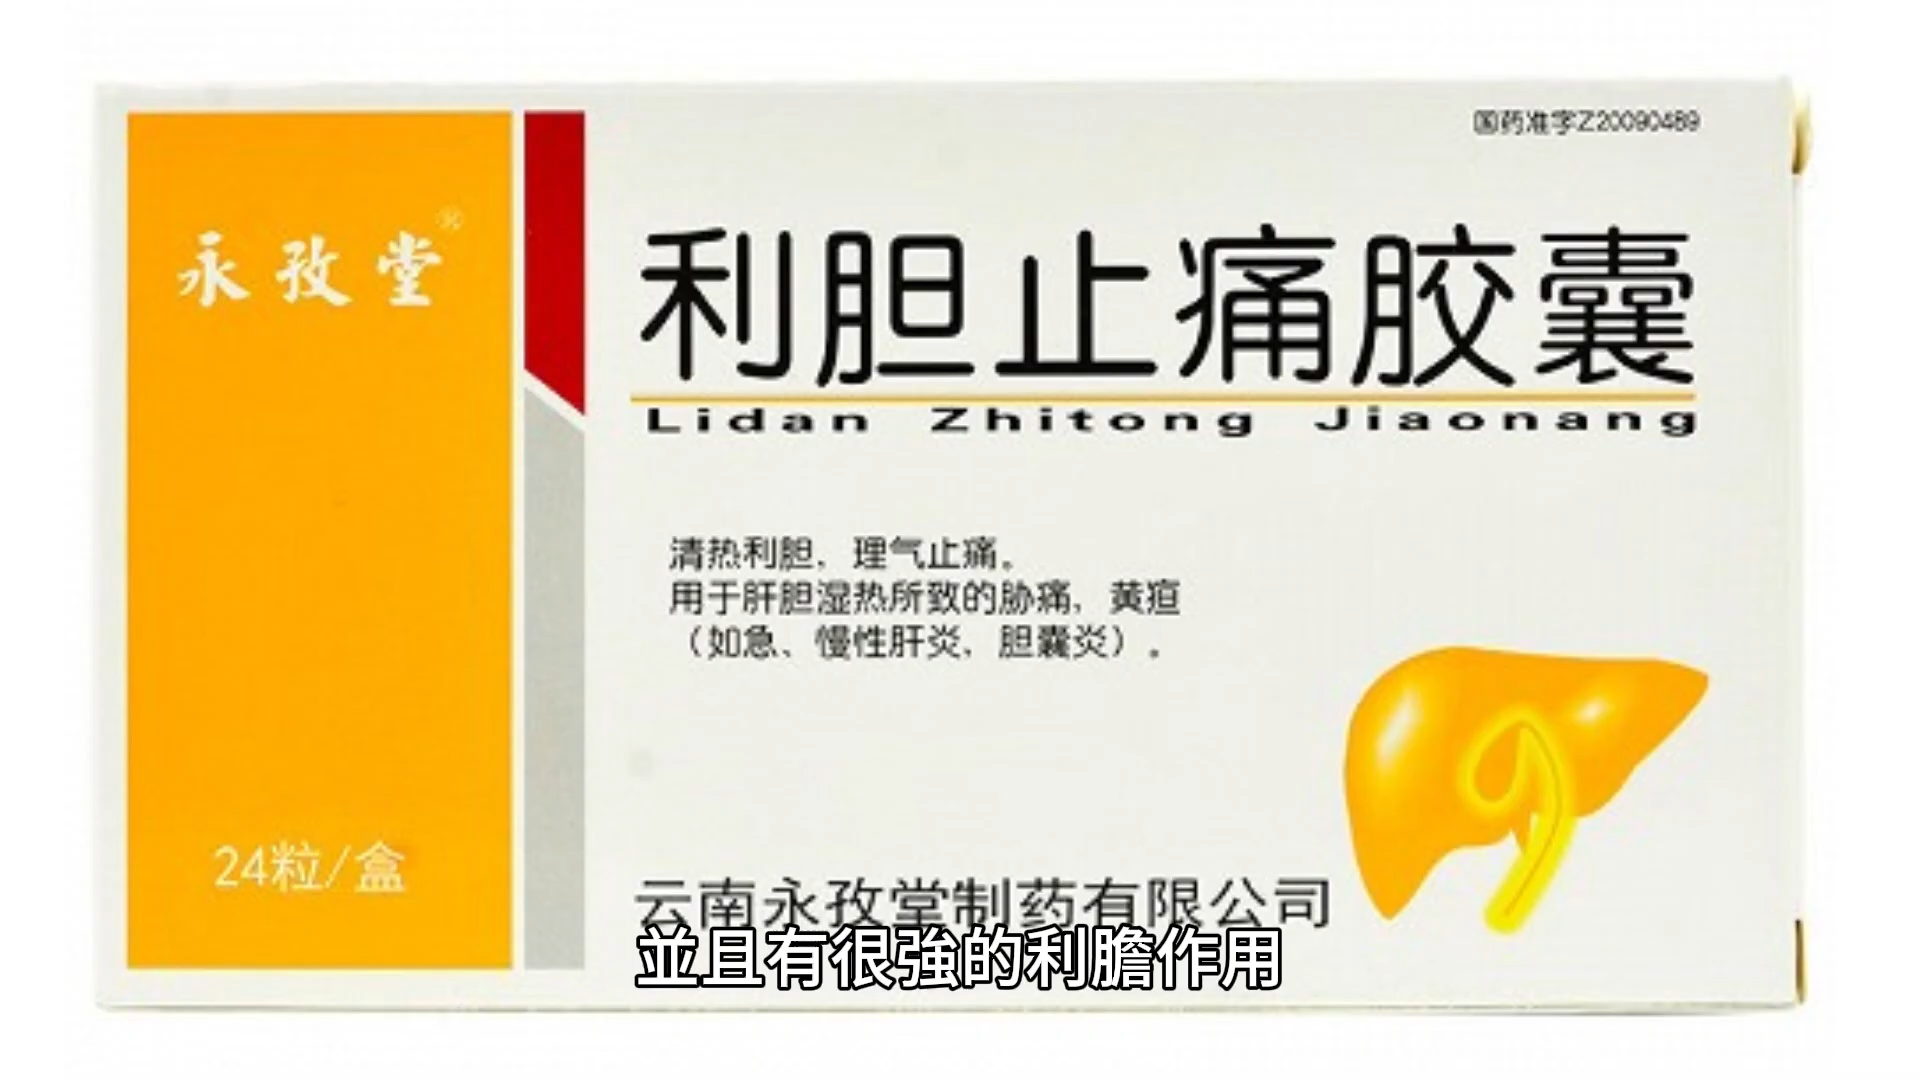 国药准字Z20090489
永孜堂
利胆止痛胶囊
Lidan Zhitong Jiaonang
清热利胆，理气止痛。
用于肝胆湿热所致的胁痛，黄疸
（如急、慢性肝炎，胆囊炎）。
24粒/盒
云南永孜堂制药有限公司
並且有很強的利膽作用